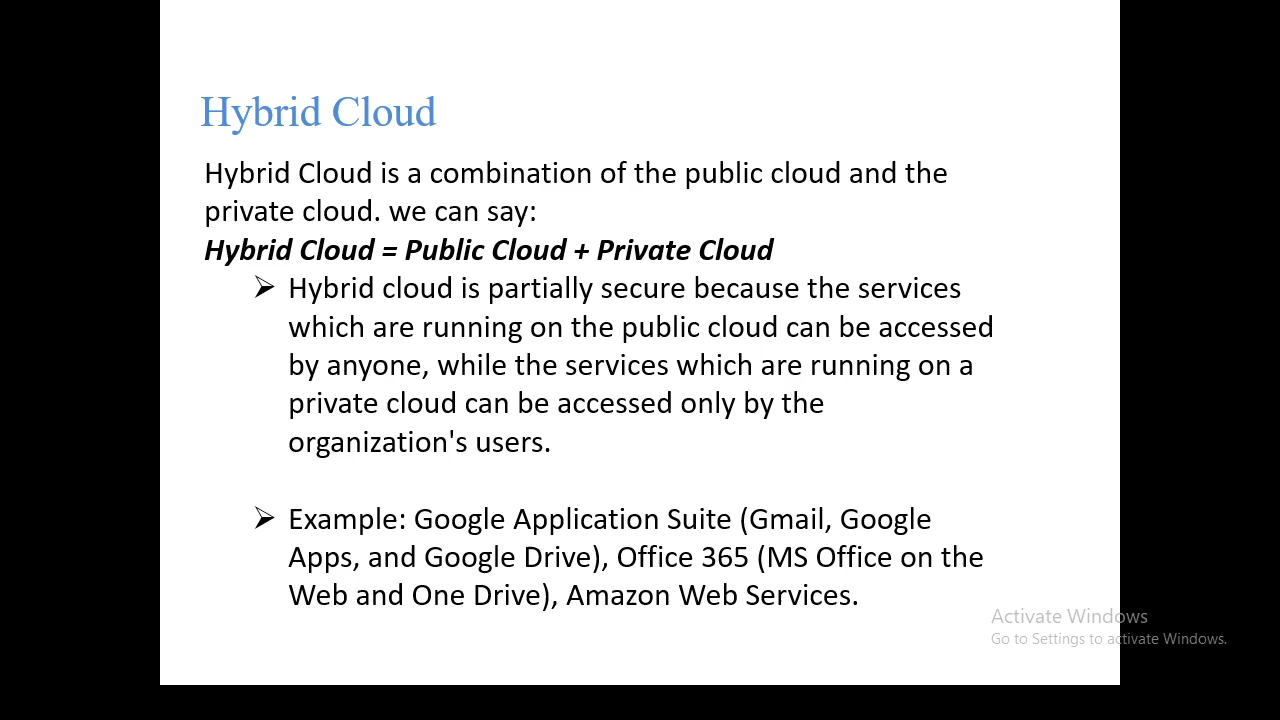 Hybrid Cloud
Hybrid Cloud is a combination of the public cloud and the
private cloud. we can say:
Hybrid Cloud = Public Cloud + Private Cloud
➢ Hybrid cloud is partially secure because the services
which are running on the public cloud can be accessed
by anyone, while the services which are running on a
private cloud can be accessed only by the
organization's users.
➢ Example: Google Application Suite (Gmail, Google
Apps, and Google Drive), Office 365 (MS Office on the
Web and One Drive), Amazon Web Services.
Activate Windows
Go to Settings to activate Windows.